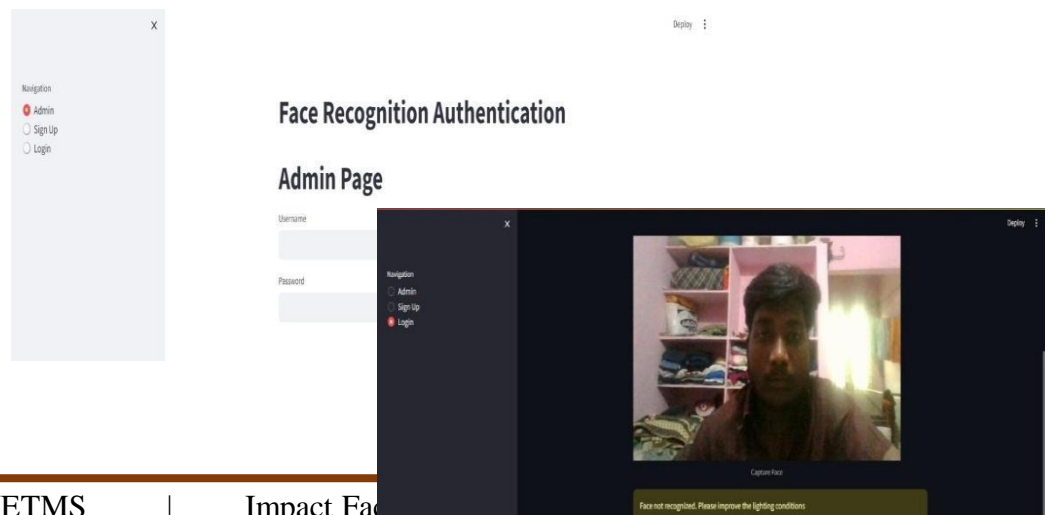 X
Deploy
Navigation
Admin
Sign Up
Login
Face Recognition Authentication
Admin Page
Username
Password
X
Deploy
Navigation
Admin
Sign Up
Login
Capture Face
Face not recognized. Please improve the lighting conditions
ETMS | Impact Fac